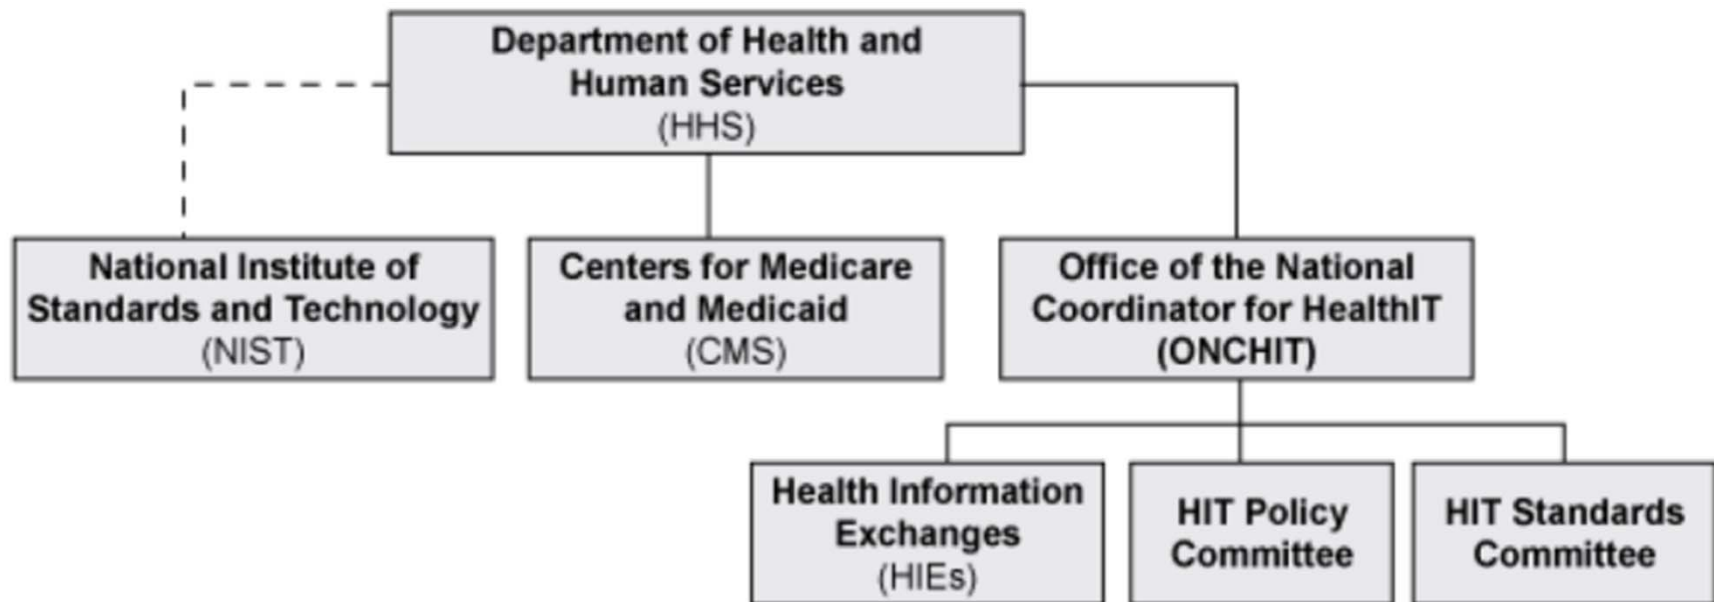 Department of Health and
Human Services
(HHS)
National Institute of
Standards and Technology
(NIST)
Centers for Medicare
and Medicaid
(CMS)
Office of the National
Coordinator for HealthIT
(ONCHIT)
Health Information
Exchanges
(HIEs)
HIT Policy
Committee
HIT Standards
Committee